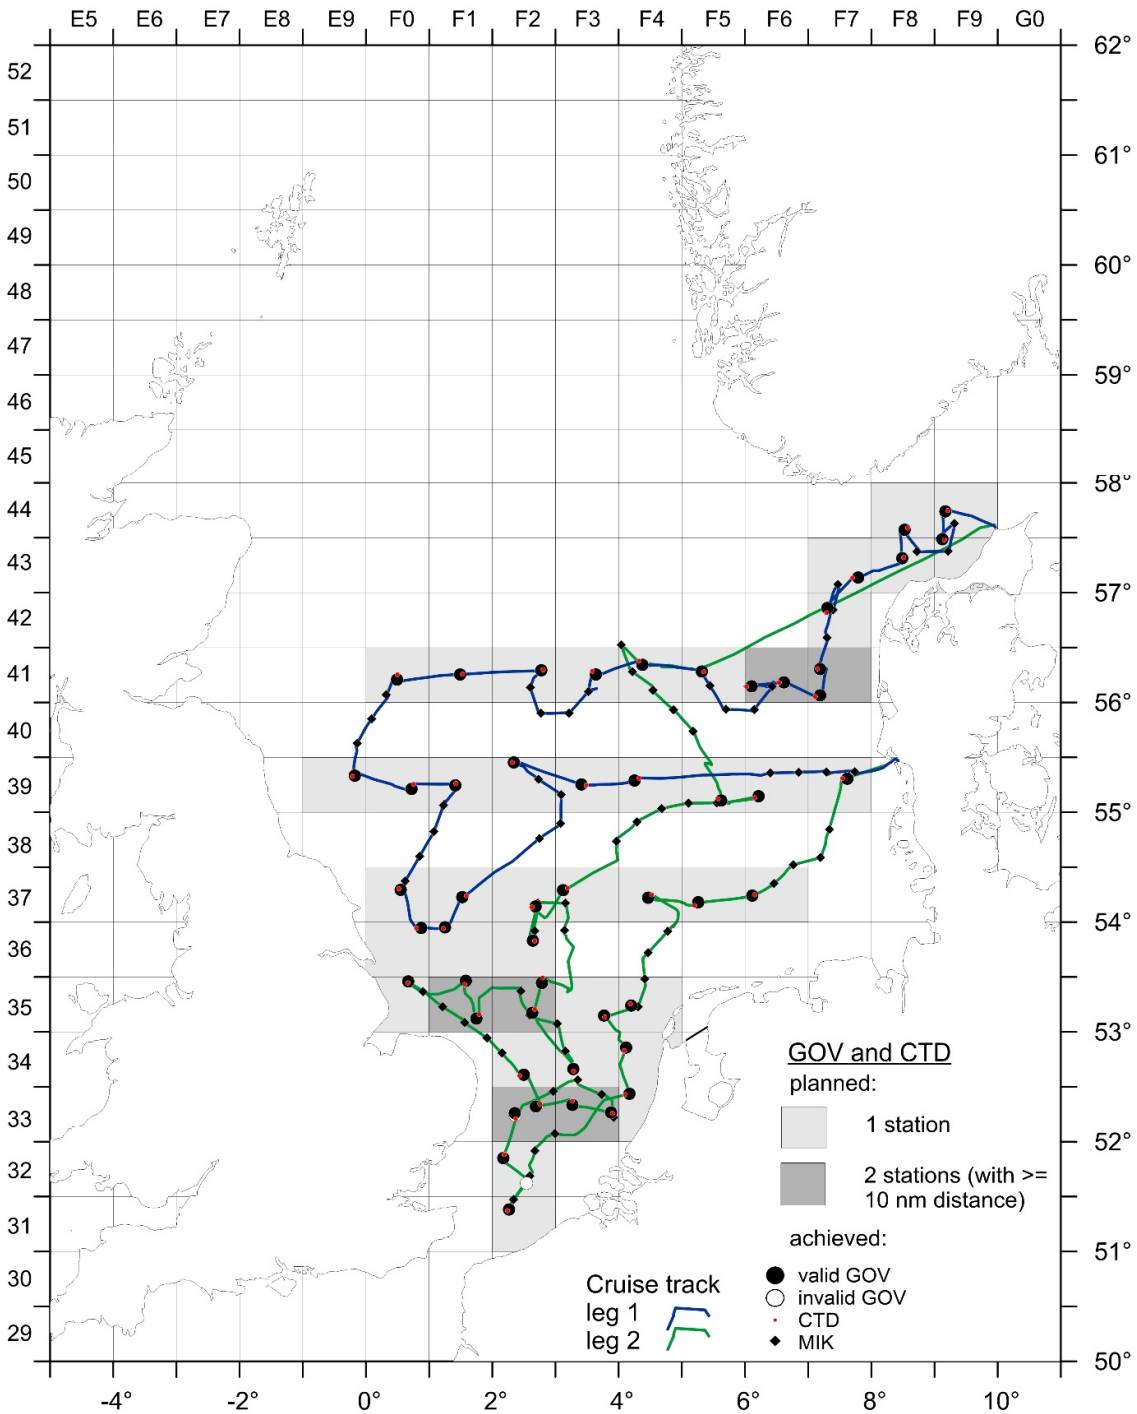 E5 E6 E7 E8 E9 F0 F1 F2 F3 F4 F5 F6 F7 F8 F9 G0
62°
52
51
61°
50
49
60°
48
47
59°
46
45
58°
44
43
57°
42
41
56°
40
39
55°
38
37
54°
36
35
53°
34
33
52°
32
31
51°
30
29
50°
GOV and CTD
planned:
1 station
2 stations (with >=
10 nm distance)
achieved:
valid GOV
invalid GOV
CTD
MIK
Cruise track
leg 1
leg 2
-4° -2° 0° 2° 4° 6° 8° 10°